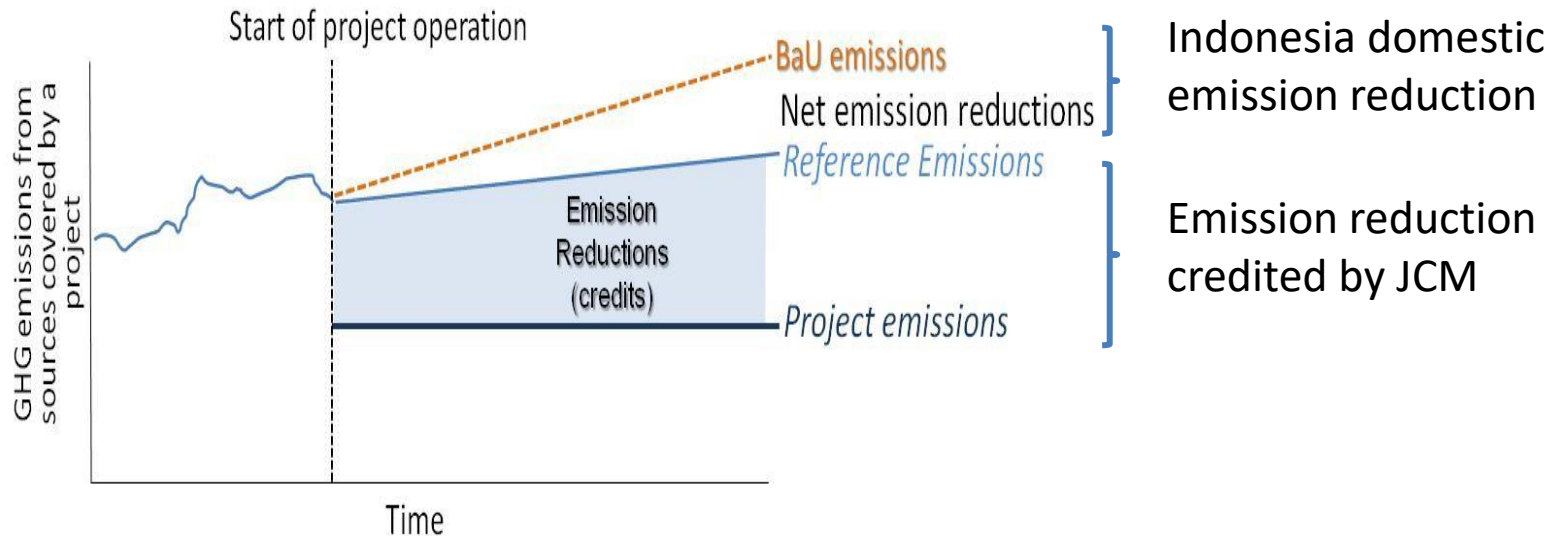 Start of project operation
GHG emissions from
sources covered by a
project
BaU emissions
Net emission reductions
Reference Emissions
Emission
Reductions
(credits)
Project emissions
Time
Indonesia domestic
emission reduction
Emission reduction
credited by JCM